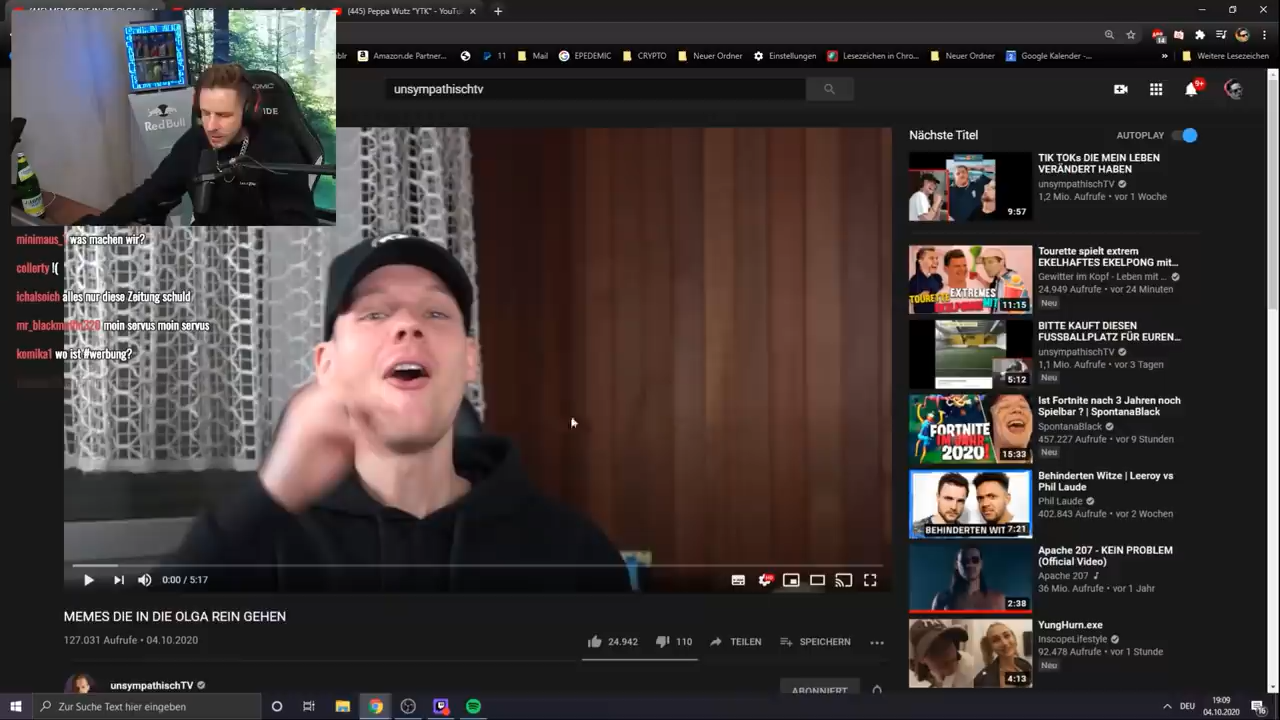 (445) Peppa Wutz "YTK" - YouTu
Amazon.de Partner...
11
Mail
EPEDEMIC
CRYPTO
Neuer Ordner
Einstellungen
Lesezeichen in Chro...
Neuer Ordner
Google Kalender -...
»
Weitere Lesezeichen
unsympathischtv
9+
Red Bull
minimaus_ was machen wir?
collerty !(
ichalsoich alles nur diese Zeitung schuld
moin servus moin servus
komika1 wo ist #werbung?
0:00 / 5:17
MEMES DIE IN DIE OLGA REIN GEHEN
127.031 Aufrufe • 04.10.2020
24.942
110
TEILEN
SPEICHERN
unsympathischTV
ABONNIERT
Nächste Titel
AUTOPLAY
TIK TOKs DIE MEIN LEBEN
VERÄNDERT HABEN
unsympathischTV
1,2 Mio. Aufrufe • vor 1 Woche
9:57
Tourette spielt extrem
EKELHAFTES EKELPONG mit...
Gewitter im Kopf - Leben mit ...
24.949 Aufrufe • vor 24 Minuten
Neu
TOURETTE
EXTREMES
11:15
BITTE KAUFT DIESEN
FUSSBALLPLATZ FÜR EUREN...
unsympathischTV
1,1 Mio. Aufrufe • vor 3 Tagen
Neu
5:12
Ist Fortnite nach 3 Jahren noch
Spielbar ? | SpontanaBlack
SpontanaBlack
457.227 Aufrufe • vor 9 Stunden
Neu
FORTNITE
IM JAHR
2020
15:33
Behinderten Witze | Leeroy vs
Phil Laude
Phil Laude
402.843 Aufrufe • vor 2 Wochen
BEHINDERTEN WIT
7:21
Apache 207 - KEIN PROBLEM
(Official Video)
Apache 207
36 Mio. Aufrufe • vor 1 Jahr
2:38
YungHurn.exe
InscopeLifestyle
92.478 Aufrufe • vor 1 Stunde
Neu
4:13
Zur Suche Text hier eingeben
DEU
19:09
04.10.2020